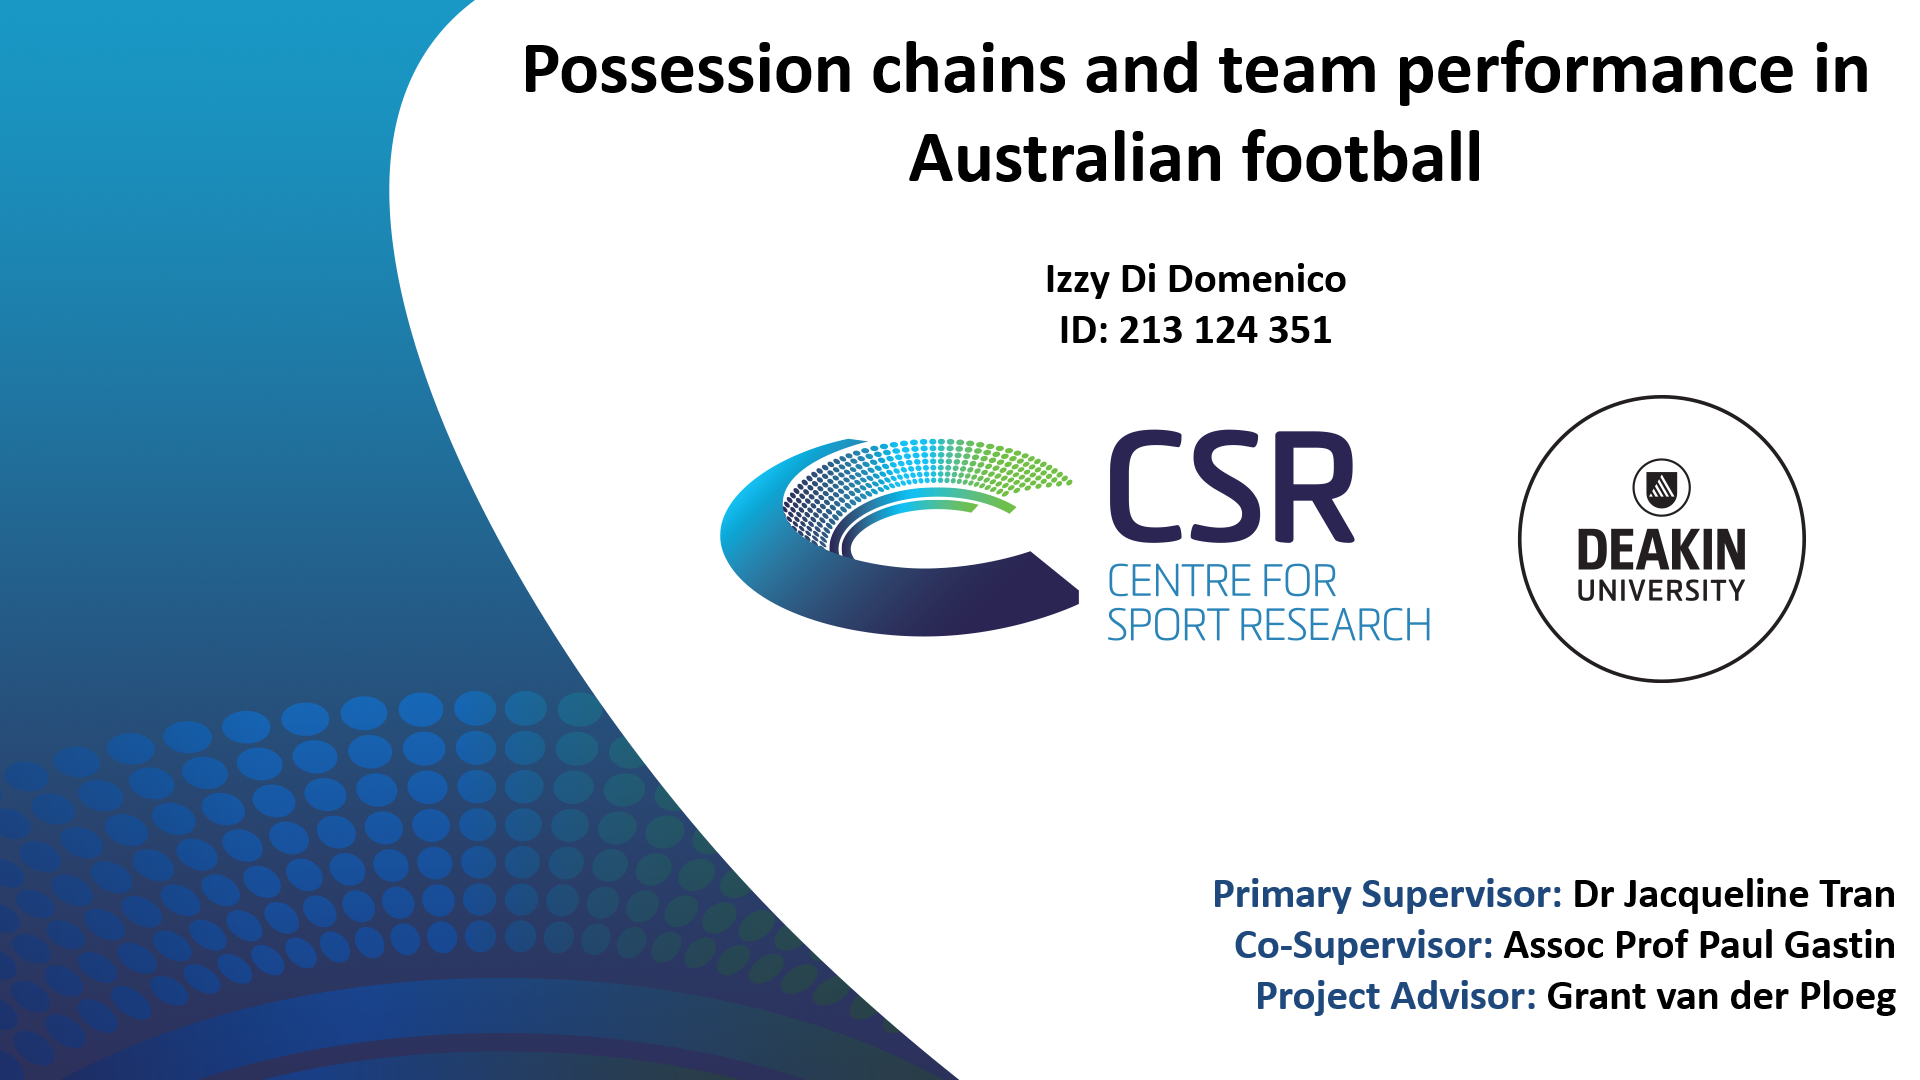 Possession chains and team performance in
Australian football
Izzy Di Domenico
ID: 213 124 351
CSR
CENTRE FOR
SPORT RESEARCH
DEAKIN
UNIVERSITY
Primary Supervisor: Dr Jacqueline Tran
Co-Supervisor: Assoc Prof Paul Gastin
Project Advisor: Grant van der Ploeg